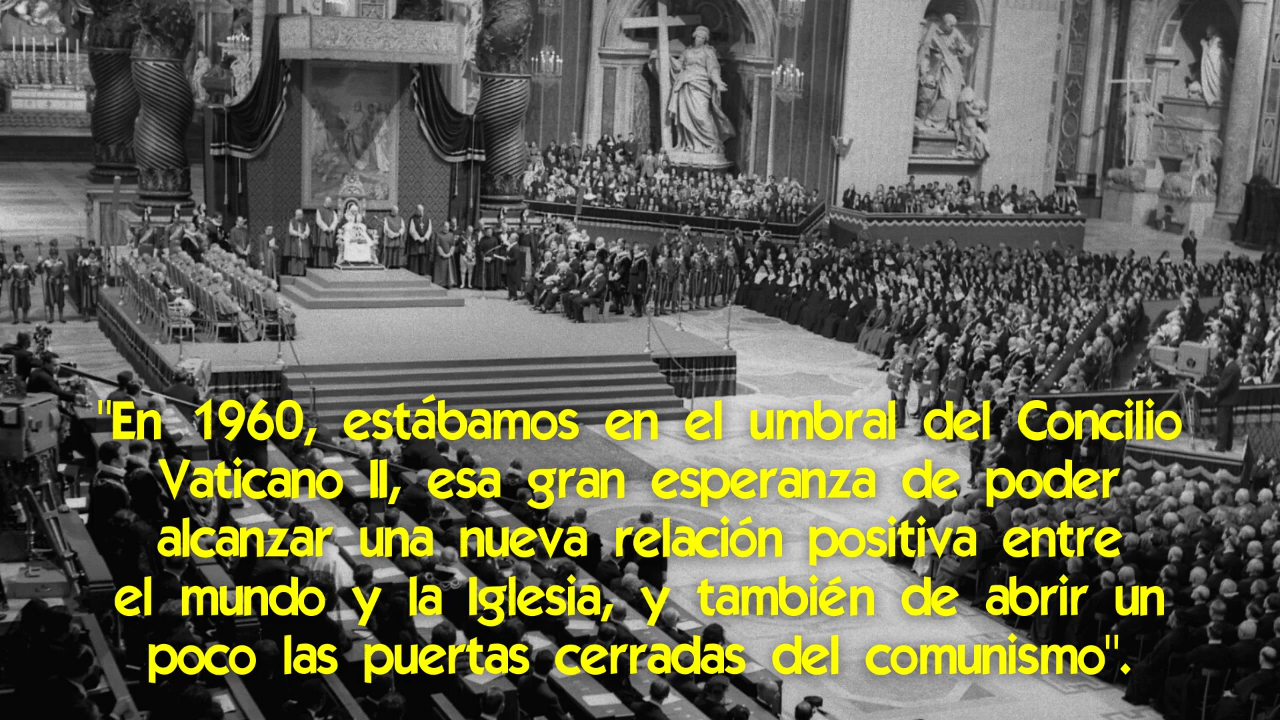 "En 1960, estábamos en el umbral del Concilio
Vaticano II, esa gran esperanza de poder
alcanzar una nueva relación positiva entre
el mundo y la Iglesia, y también de abrir un
poco las puertas cerradas del comunismo".